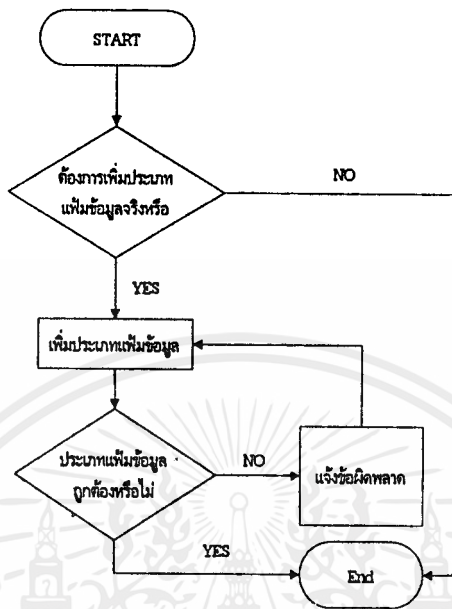 START
ต้องการเพิ่มประเภท
แฟ้มข้อมูลจริงหรือ
NO
YES
เพิ่มประเภทแฟ้มข้อมูล
ประเภทแฟ้มข้อมูล
ถูกต้องหรือไม่
NO
แจ้งข้อผิดพลาด
YES
End